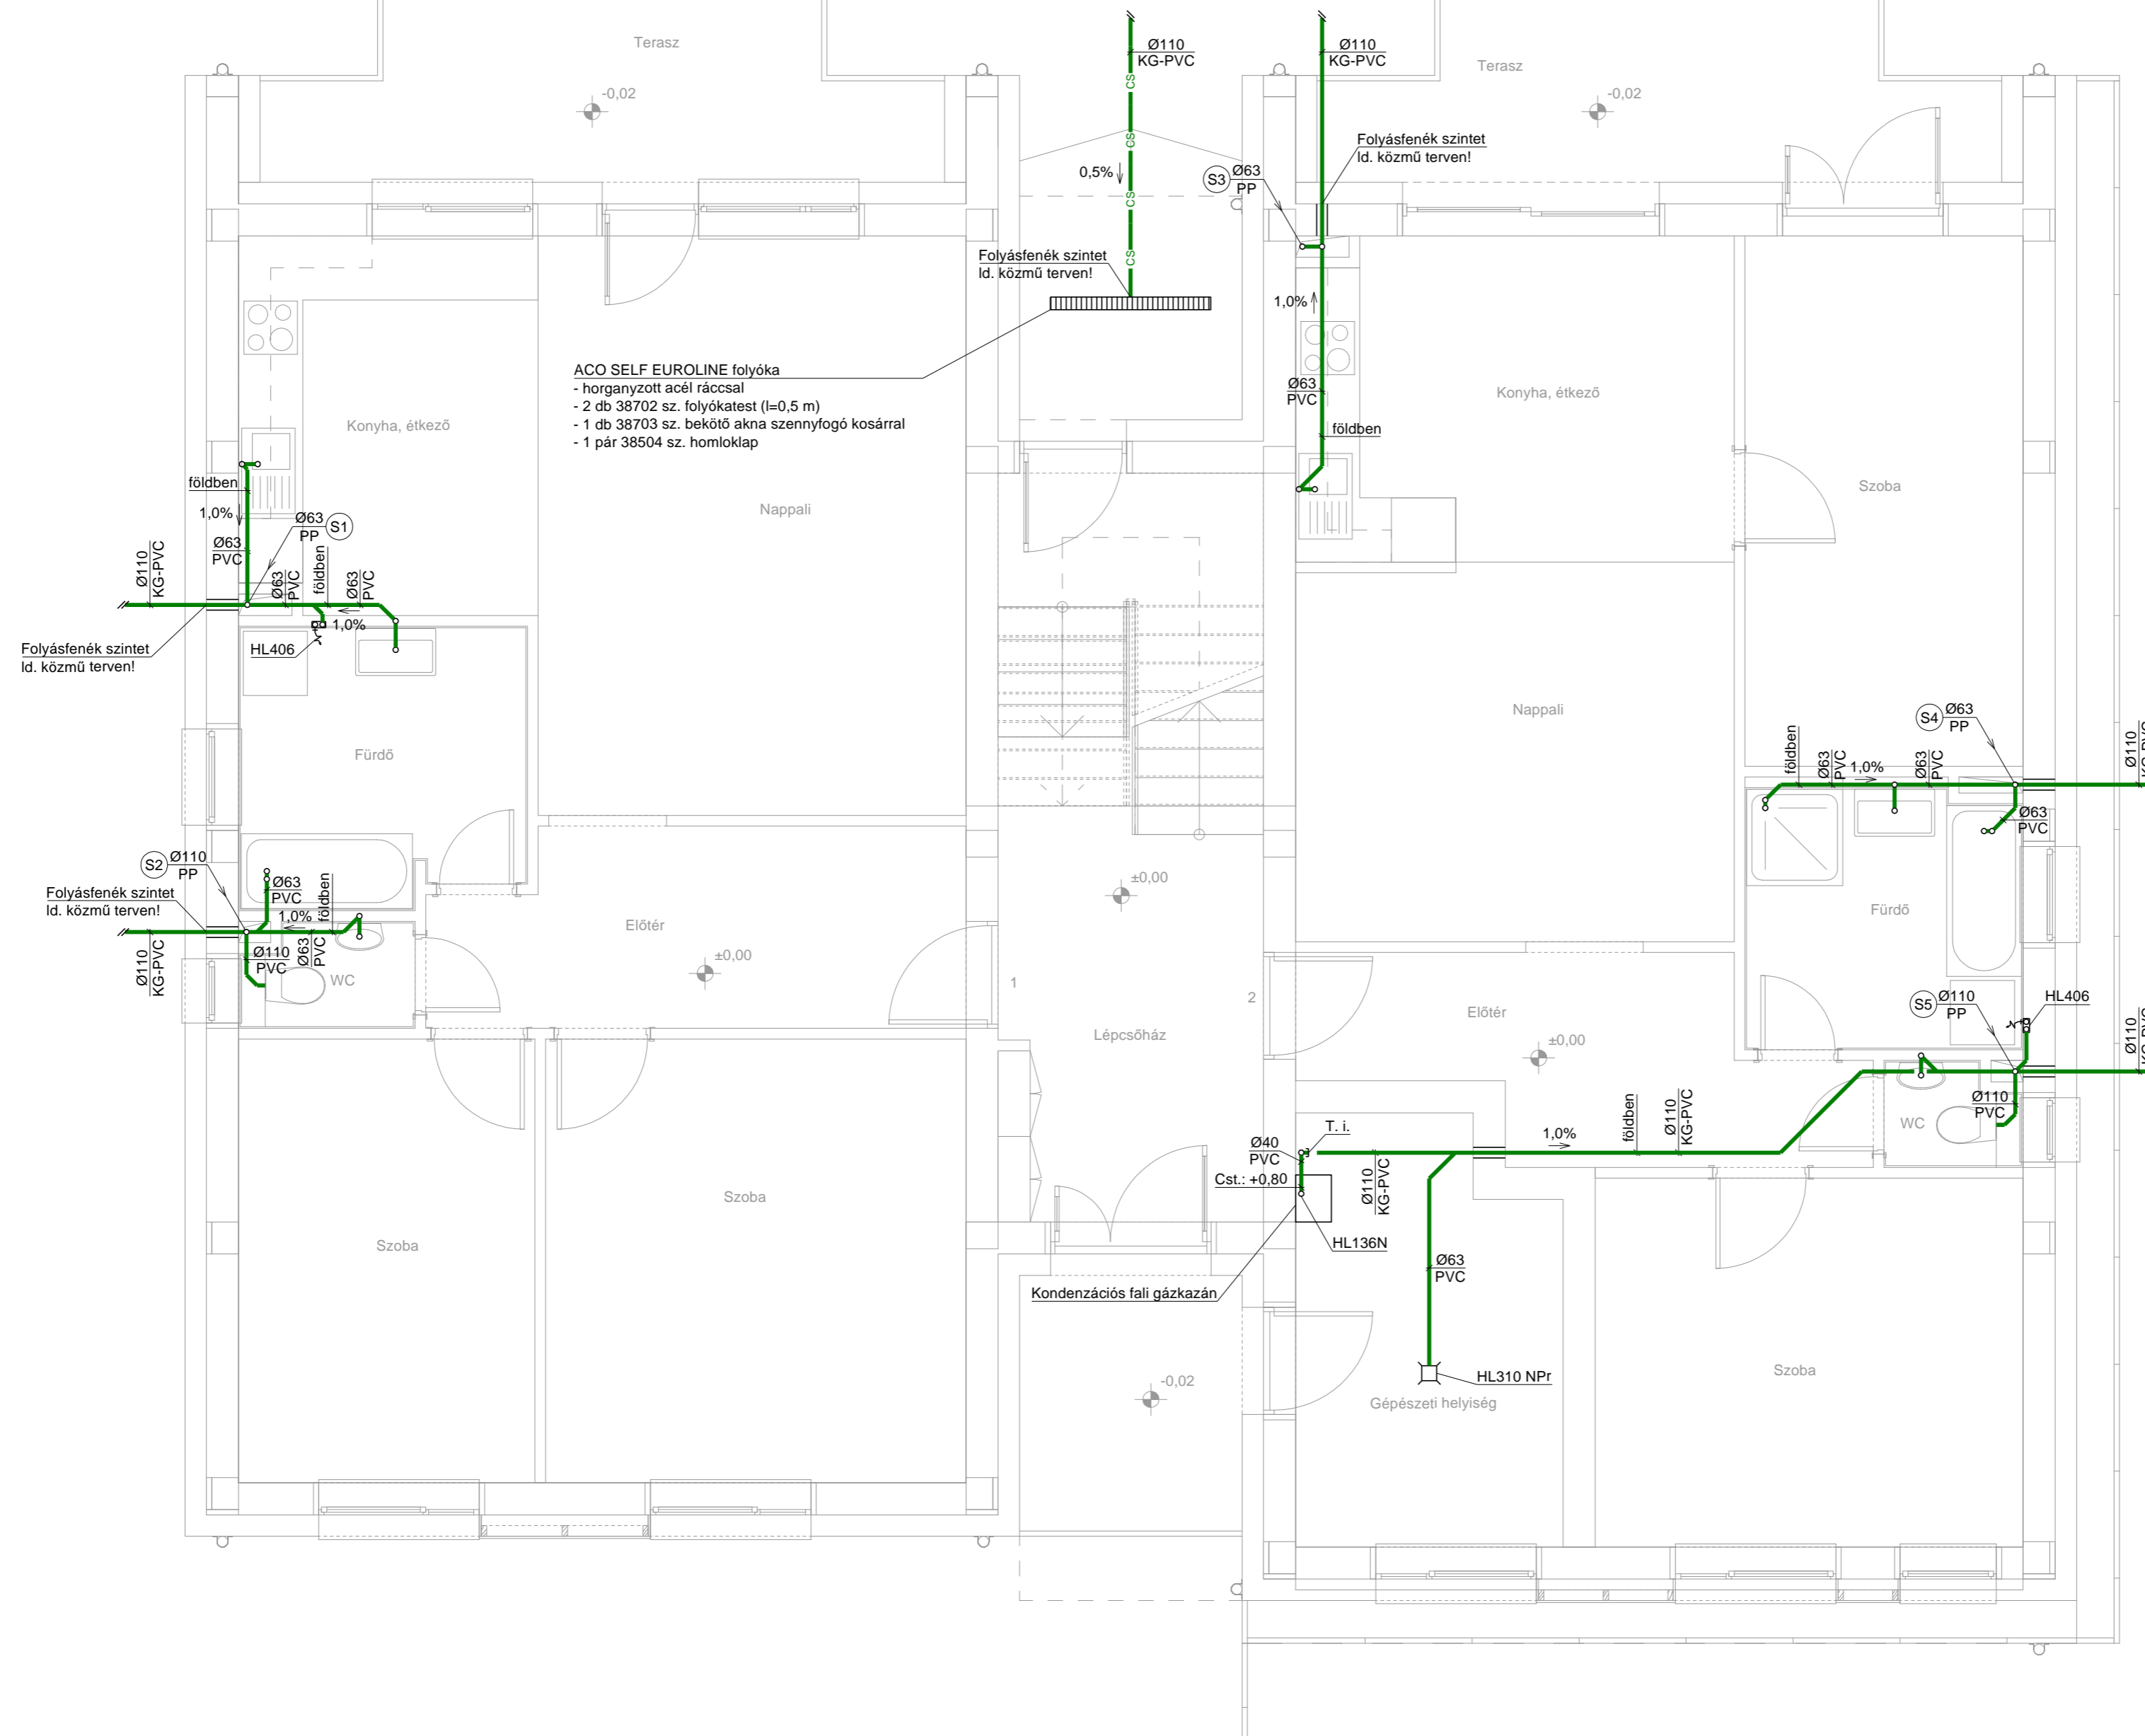 Terasz
-0,02
Ø110
KG-PVC
CS
CS
CS
CS
0,5%
Ø110
KG-PVC
Terasz
-0,02
Folyásfenék szintet
ld. közmű terven!
S3
Ø63
PP
Folyásfenék szintet
ld. közmű terven!
1,0%
ACO SELF EUROLINE folyóka
- horganyzott acél ráccsal
- 2 db 38702 sz. folyókatest (l=0,5 m)
- 1 db 38703 sz. bekötő akna szennyfogó kosárral
- 1 pár 38504 sz. homloklap
Ø63
PVC
földben
Konyha, étkező
Konyha, étkező
Szoba
Nappali
földben
1,0%
Ø63
PP
S1
Ø63
PVC
Ø110
KG-PVC
Ø63
PVC
földben
Ø63
PVC
1,0%
HL406
Folyásfenék szintet
ld. közmű terven!
Fürdő
Nappali
S4
Ø63
PP
földben
Ø63
PVC
1,0%
Ø63
PVC
Ø110
KG-PVC
Ø63
PVC
S2
Ø110
PP
Folyásfenék szintet
ld. közmű terven!
Ø63
PVC
1,0%
földben
Ø110
KG-PVC
Ø110
PVC
Ø63
PVC
WC
Előtér
±0,00
±0,00
1
2
Lépcsőház
Fürdő
Előtér
±0,00
S5
Ø110
PP
HL406
Ø110
KG-PVC
Ø110
PVC
WC
T. i.
Ø40
PVC
Cst.: +0,80
Ø110
KG-PVC
1,0%
földben
Ø110
KG-PVC
HL136N
Kondenzációs fali gázkazán
Ø63
PVC
HL310 NPr
Gépészeti helyiség
Szoba
Szoba
Szoba
-0,02